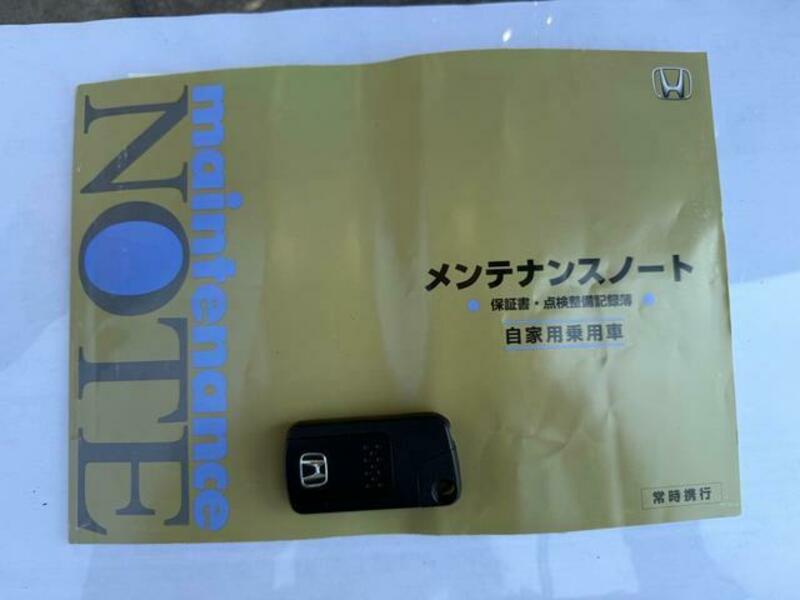 maintenance
NOTE
メンテナンスノート
保証書・点検整備記録簿
自家用乗用車
常時携行